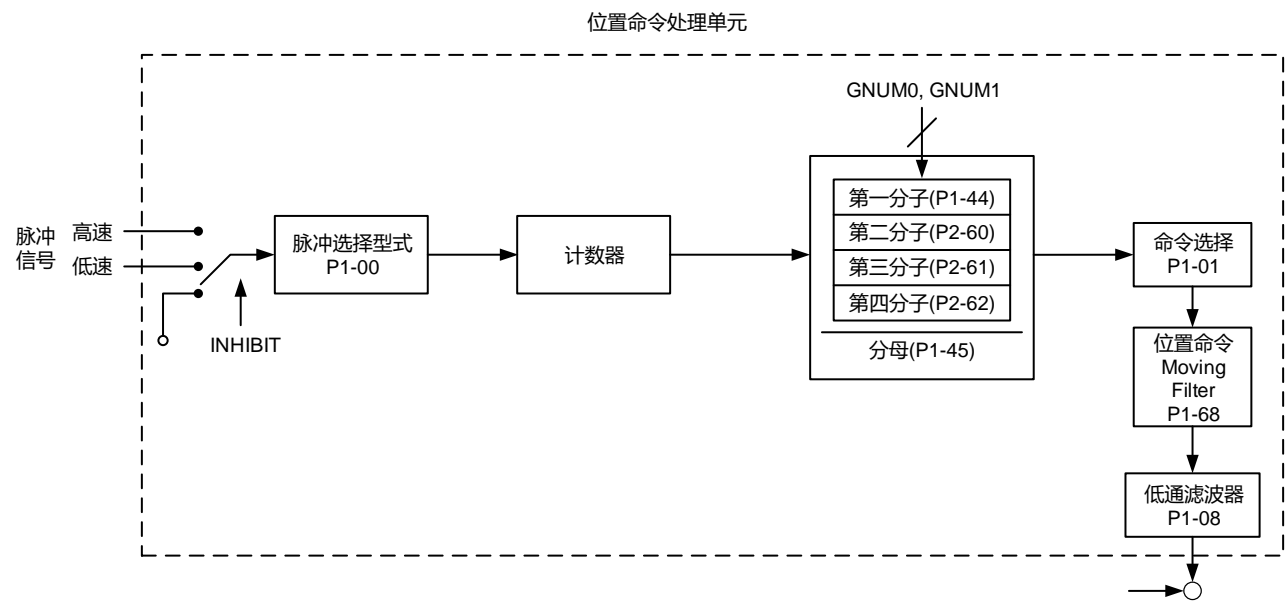 位置命令处理单元
GNUM0, GNUM1
脉冲
信号
高速
低速
INHIBIT
脉冲选择型式
P1-00
计数器
第一分子(P1-44)
第二分子(P2-60)
第三分子(P2-61)
第四分子(P2-62)
分母(P1-45)
命令选择
P1-01
位置命令
Moving
Filter
P1-68
低通滤波器
P1-08